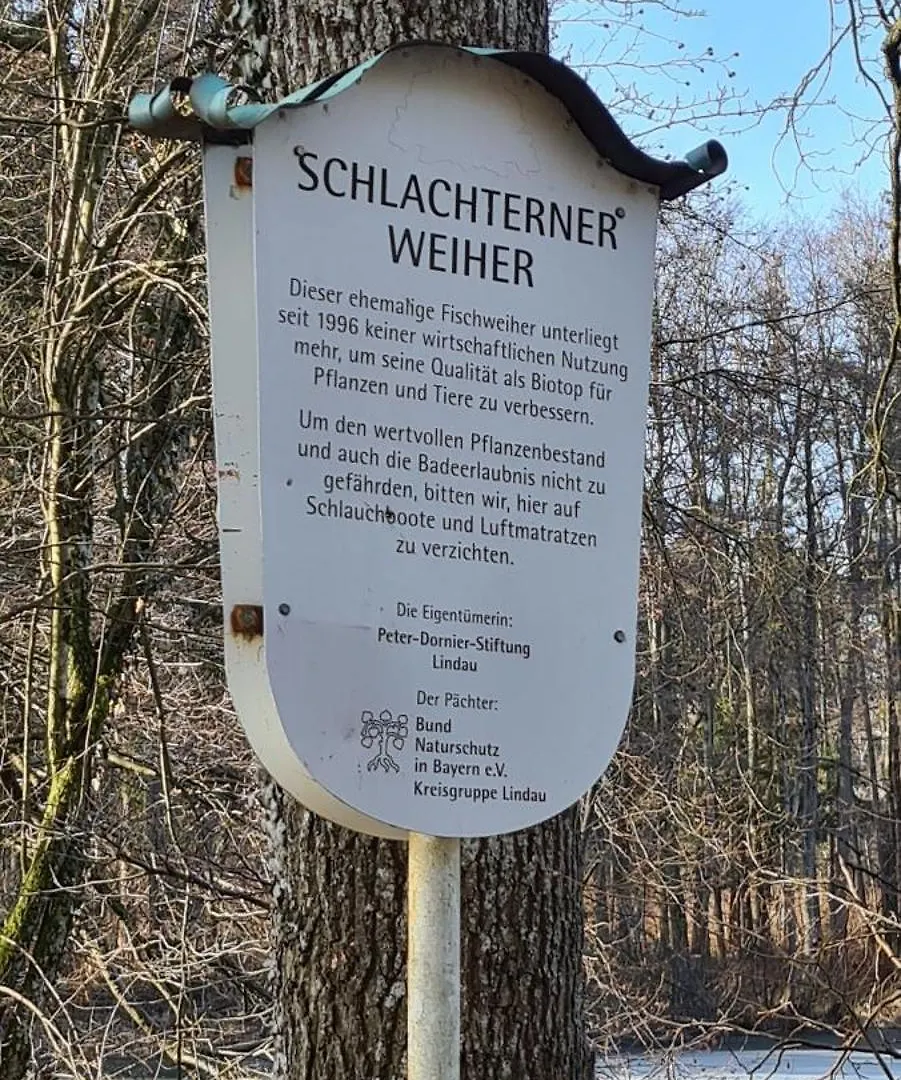 SCHLACHTERNER
WEIHER
Dieser ehemalige Fischweiher unterliegt
seit 1996 keiner wirtschaftlichen Nutzung
mehr, um seine Qualität als Biotop für
Pflanzen und Tiere zu verbessern.
Um den wertvollen Pflanzenbestand
und auch die Badeerlaubnis nicht zu
gefährden, bitten wir, hier auf
Schlauchboote und Luftmatratzen
zu verzichten.
Die Eigentümerin:
Peter-Dornier-Stiftung
Lindau
Der Pächter:
Bund
Naturschutz
in Bayern e.V.
Kreisgruppe Lindau